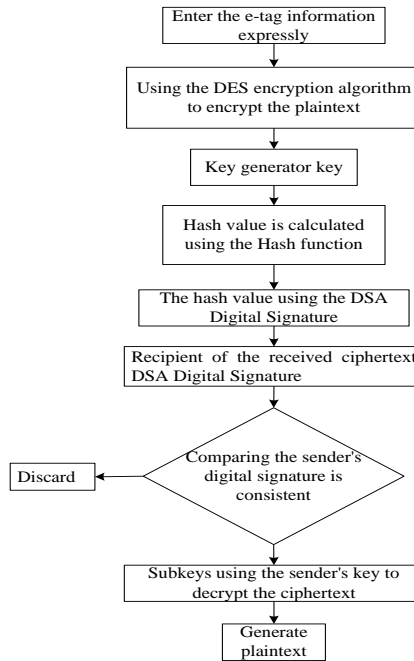 Enter the e-tag information
expressly
Using the DES encryption algorithm
to encrypt the plaintext
Key generator key
Hash value is calculated
using the Hash function
The hash value using the DSA
Digital Signature
Recipient of the received ciphertext
DSA Digital Signature
Comparing the sender's
digital signature is
consistent
Discard
Subkeys using the sender's key to
decrypt the ciphertext
Generate
plaintext